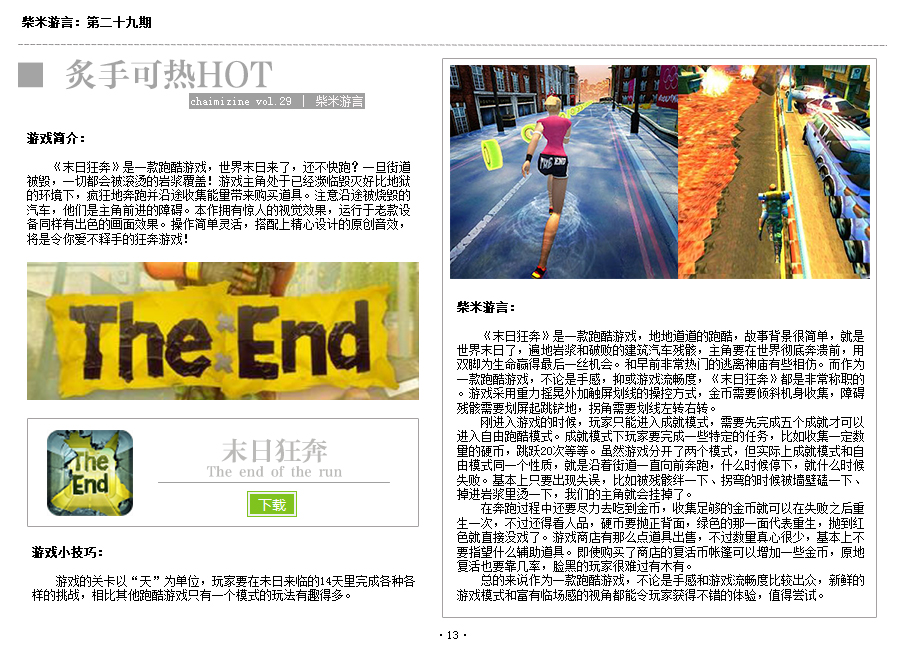 柴米游言：第二十九期
炙手可热HOT
chaimizine vol.29 | 柴米游言
游戏简介：
《末日狂奔》是一款跑酷游戏，世界末日来了，还不快跑？一旦街道
被毁，一切都会被滚烫的岩浆覆盖！游戏主角处于已经濒临毁灭好比地狱
的环境下，疯狂地奔跑并沿途收集能量带来购买道具。注意沿途被烧毁的
汽车，他们是主角前进的障碍。本作拥有惊人的视觉效果，运行于老款设
备同样有出色的画面效果。操作简单灵活，搭配上精心设计的原创音效，
将是令你爱不释手的狂奔游戏！
The End
The
End
末日狂奔
The end of the run
下载
游戏小技巧：
游戏的关卡以“天”为单位，玩家要在未日来临的14天里完成各种各
样的挑战，相比其他跑酷游戏只有一个模式的玩法有趣得多。
THE END
柴米游言：
《末日狂奔》是一款跑酷游戏，地地道道的跑酷，故事背景很简单，就是
世界末日了，遍地岩浆和破败的建筑汽车残骸，主角要在世界彻底奔溃前，用
双脚为生命赢得最后一丝机会。和早前非常热门的逃离神庙有些相仿。而作为
一款跑酷游戏，不论是手感，抑或游戏流畅度，《末日狂奔》都是非常称职的
。游戏采用重力摇晃外加触屏划线的操控方式，金币需要倾斜机身收集，障碍
残骸需要划屏起跳铲地，拐角需要划线左转右转。
刚进入游戏的时候，玩家只能进入成就模式，需要先完成五个成就才可以
进入自由跑酷模式。成就模式下玩家要完成一些特定的任务，比如收集一定数
量的硬币，跳跃20次等等。虽然游戏分开了两个模式，但实际上成就模式和自
由模式同一个性质，就是沿着街道一直向前奔跑，什么时候停下，就什么时候
失败。基本上只要出现失误，比如被残骸绊一下、拐弯的时候被墙壁磕一下、
掉进岩浆里烫一下，我们的主角就会挂掉了。
在奔跑过程中还要尽力去吃到金币，收集足够的金币就可以在失败之后重
生一次，不过还得看人品，硬币要抛正背面，绿色的那一面代表重生，抛到红
色就直接没戏了。游戏商店有那么点道具出售，不过数量真心很少，基本上不
要指望什么辅助道具。即使购买了商店的复活币帐篷可以增加一些金币，原地
复活也要靠几率，脸黑的玩家很难过有木有。
总的来说作为一款跑酷游戏，不论是手感和游戏流畅度比较出众，新鲜的
游戏模式和富有临场感的视角都能令玩家获得不错的体验，值得尝试。
·13·